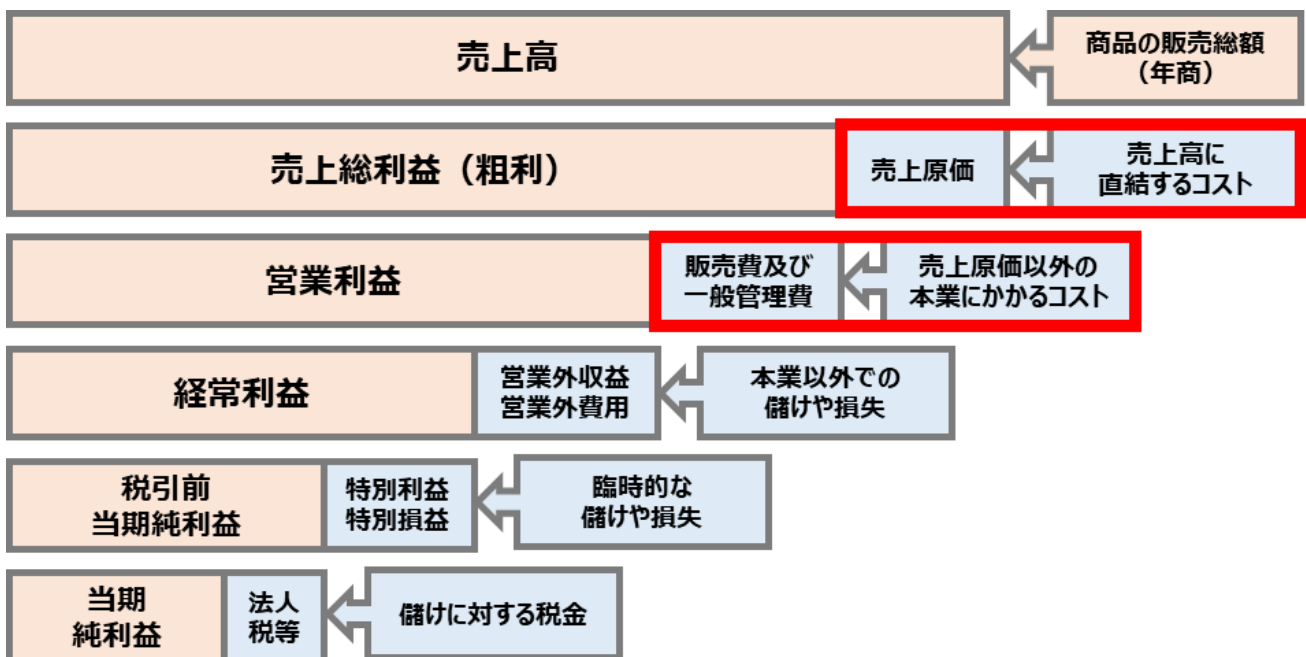 売上高
商品の販売総額
（年商）
売上総利益（粗利）
売上原価
売上高に
直結するコスト
営業利益
販売費及び
一般管理費
売上原価以外の
本業にかかるコスト
経常利益
営業外収益
営業外費用
本業以外での
儲けや損失
税引前
当期純利益
特別利益
特別損益
臨時的な
儲けや損失
当期
純利益
法人
税等
儲けに対する税金